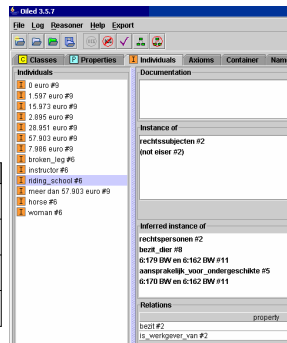 Oiled 3.5.7
File Log Reasoner Help Export
C Classes P Properties I Individuals Axioms Container Nam
Individuals
I 0 euro #9
I 1.597 euro #9
I 15.973 euro #9
I 2.895 euro #9
I 28.951 euro #9
I 57.903 euro #9
I 7.986 euro #9
I broken_leg #6
I instructor #6
I riding_school #6
I meer dan 57.903 euro #9
I horse #6
I woman #6
Documentation
Instance of
rechtssubjecten #2
(not eiser #2)
Inferred instance of
rechtspersonen #2
bezit_dier #8
6:179 BW en 6:162 BW #11
aansprakelijk_voor_ondergeschikte #5
6:170 BW en 6:162 BW #11
Relations
property
bezit #2
is_werkgever_van #2